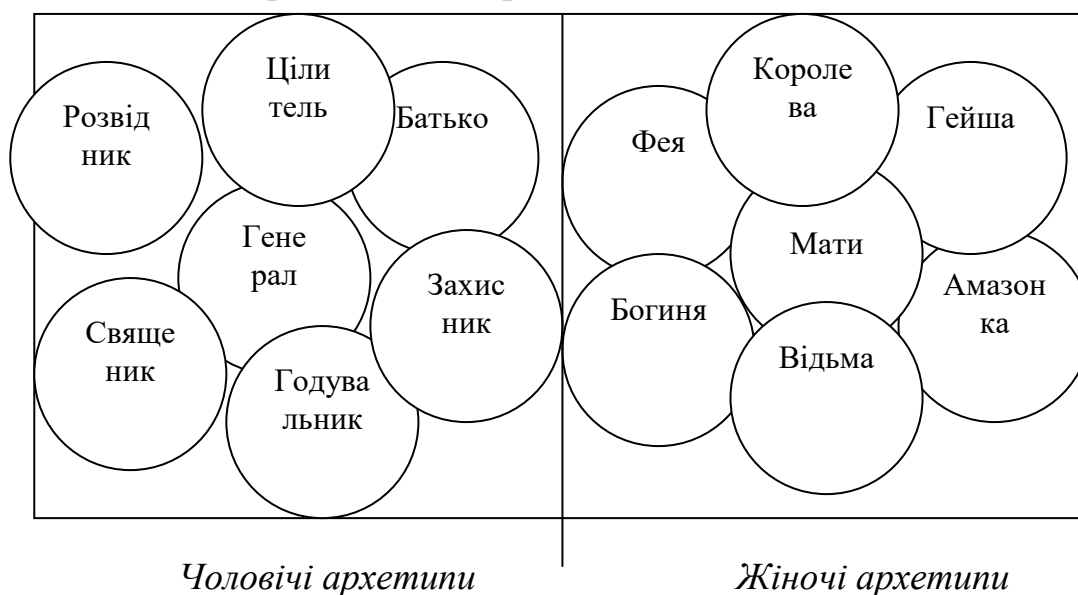 Розвід
ник
Ціли
тель
Батько
Гене
рал
Захис
ник
Свяще
ник
Годува
льник
Фея
Короле
ва
Гейша
Мати
Богиня
Амазон
ка
Відьма
Чоловічі архетипи
Жіночі архетипи